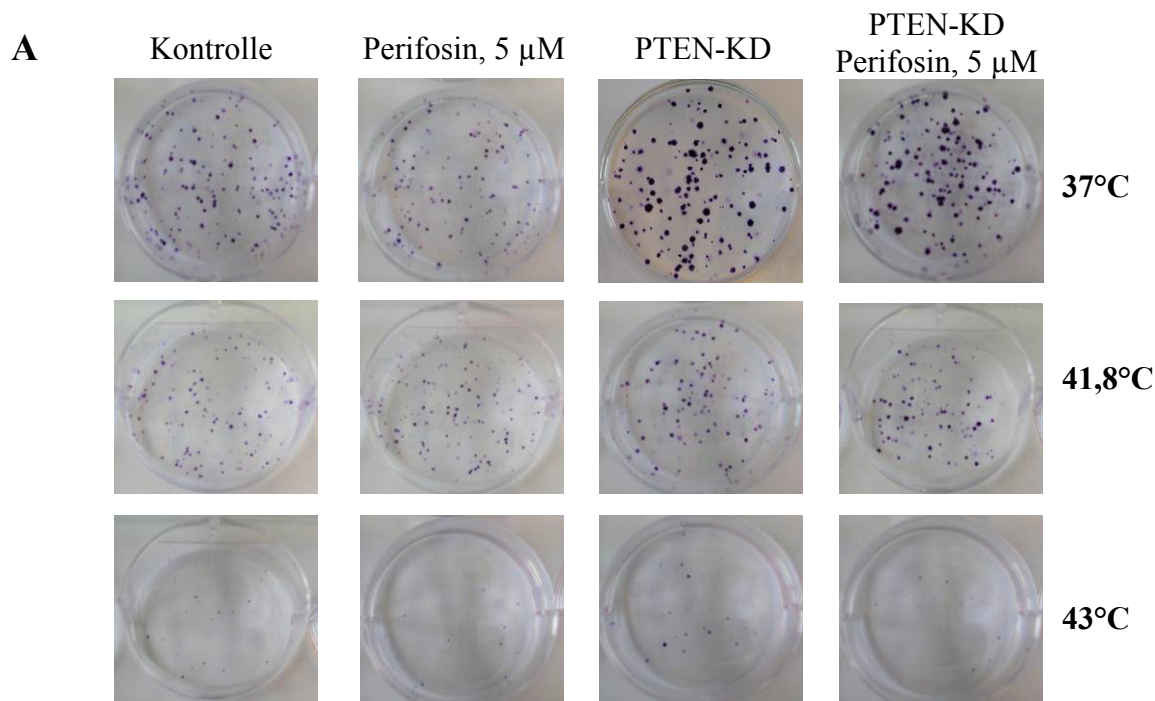 A
Kontrolle
Perifosin, 5 µM
PTEN-KD
PTEN-KD
Perifosin, 5 µM
37°C
41,8°C
43°C